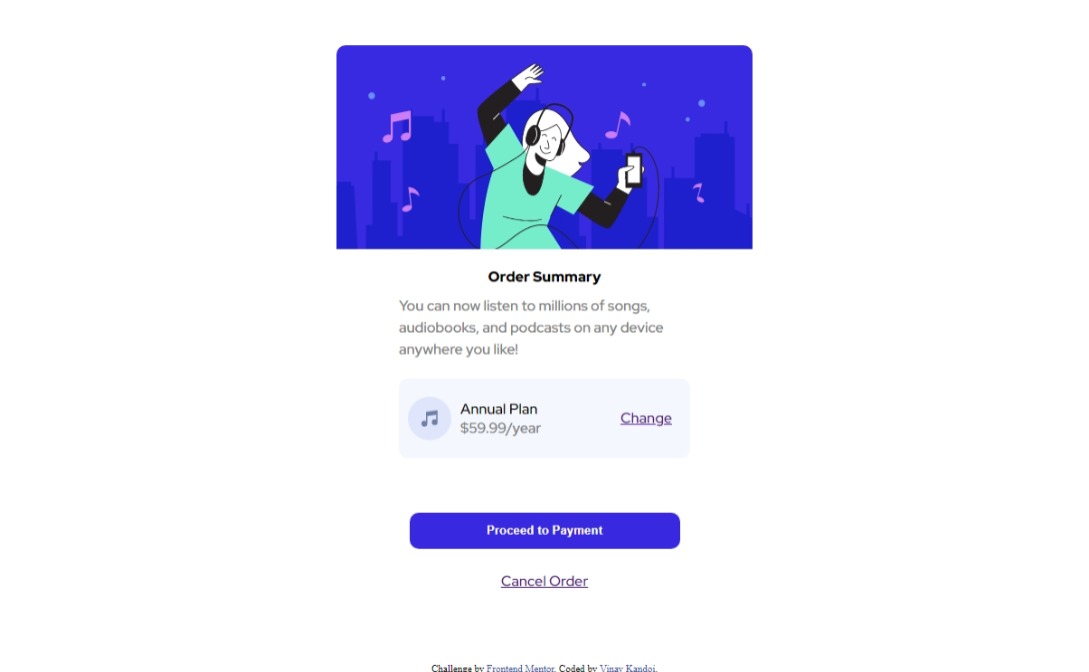 Order Summary
You can now listen to millions of songs,
audiobooks, and podcasts on any device
anywhere you like!
Annual Plan
$59.99/year
Change
Proceed to Payment
Cancel Order
Challenge by Frontend Mentor. Coded by Vinay Kandoi.